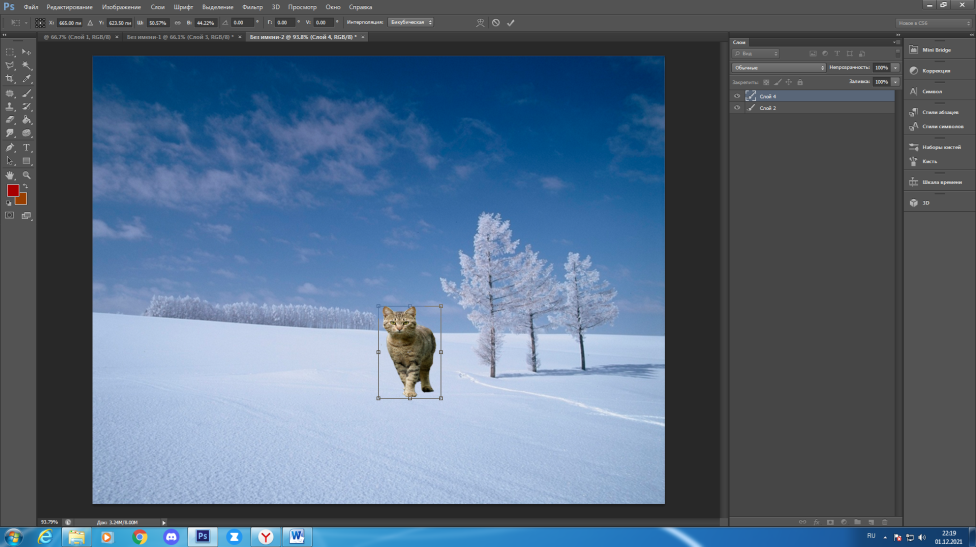 Ps Файл Редактирование Изображение Слои Шрифт Выделение Фильтр 3D Просмотр Окно Справка
X: 665.00 пи Y: 623.50 пи Ш: 50.57% В: 44.22% 0.00 ° Г: 0.00 ° V: 0.00 ° Интерполяция: Бикубическая Новое в CS6
@ 66.7% (Слой 1, RGB/8) × Без имени-1 @ 66.5% (Слой 3, RGB/8) * × Без имени-2 @ 93.8% (Слой 4, RGB/8) * ×
Слои
Вид
Обычные Непрозрачность: 100%
Закрепить: Заливка: 100%
Слой 4
Слой 2
Mini Bridge
Коррекция
Символ
Стили абзацев
Стили символов
Наборы кистей
Кисть
Шкала времени
3D
93.79% Док: 3.24M/8.00M
RU 22:19
01.12.2021